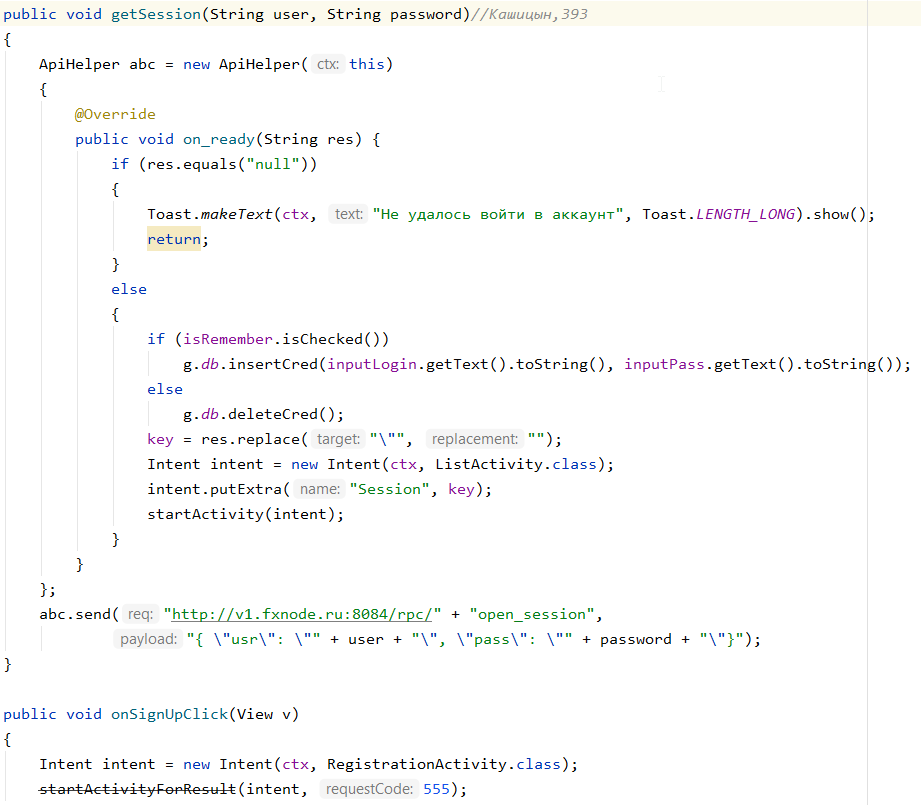 public void getSession(String user, String password)//Кашицын,393
{
    ApiHelper abc = new ApiHelper( ctx: this)
    {
        @Override
        public void on_ready(String res) {
            if (res.equals("null"))
            {
                Toast.makeText(ctx, text: "Не удалось войти в аккаунт", Toast.LENGTH_LONG).show();
                return;
            }
            else
            {
                if (isRemember.isChecked())
                    g.db.insertCred(inputLogin.getText().toString(), inputPass.getText().toString());
                else
                    g.db.deleteCred();
                key = res.replace( target: "\"", replacement: "");
                Intent intent = new Intent(ctx, ListActivity.class);
                intent.putExtra( name: "Session", key);
                startActivity(intent);
            }
        }
    };
    abc.send( req: "http://v1.fxnode.ru:8084/rpc/" + "open_session",
            payload: "{ \"usr\": \"" + user + "\", \"pass\": \"" + password + "\"}");
}

public void onSignUpClick(View v)
{
    Intent intent = new Intent(ctx, RegistrationActivity.class);
    startActivityForResult(intent, requestCode: 555);